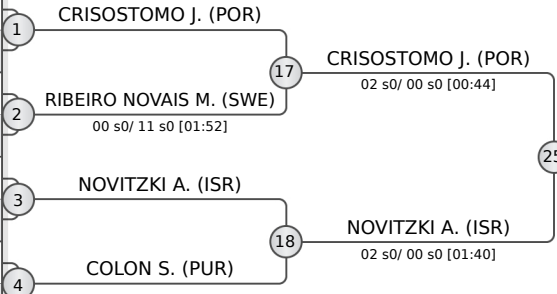 CRISOSTOMO J. (POR)
1
CRISOSTOMO J. (POR)
17
02 s0/ 00 s0 [00:44]
RIBEIRO NOVAIS M. (SWE)
2
00 s0/ 11 s0 [01:52]
25
NOVITZKI A. (ISR)
3
NOVITZKI A. (ISR)
18
02 s0/ 00 s0 [01:40]
COLON S. (PUR)
4